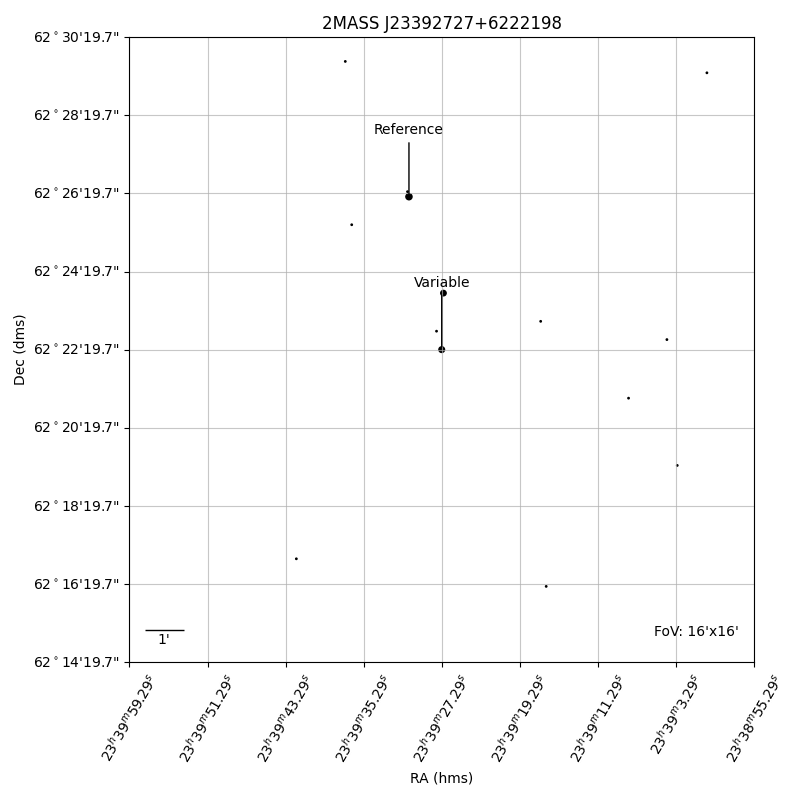 2MASS J23392727+6222198
62°30'19.7"
62°28'19.7"
Reference
62°26'19.7"
62°24'19.7"
Variable
62°22'19.7"
62°20'19.7"
62°18'19.7"
62°16'19.7"
62°14'19.7"
Dec (dms)
1'
FoV: 16'x16'
23ʰ39ᵐ59.29ˢ
23ʰ39ᵐ51.29ˢ
23ʰ39ᵐ43.29ˢ
23ʰ39ᵐ35.29ˢ
23ʰ39ᵐ27.29ˢ
23ʰ39ᵐ19.29ˢ
23ʰ39ᵐ11.29ˢ
23ʰ39ᵐ3.29ˢ
23ʰ38ᵐ55.29ˢ
RA (hms)